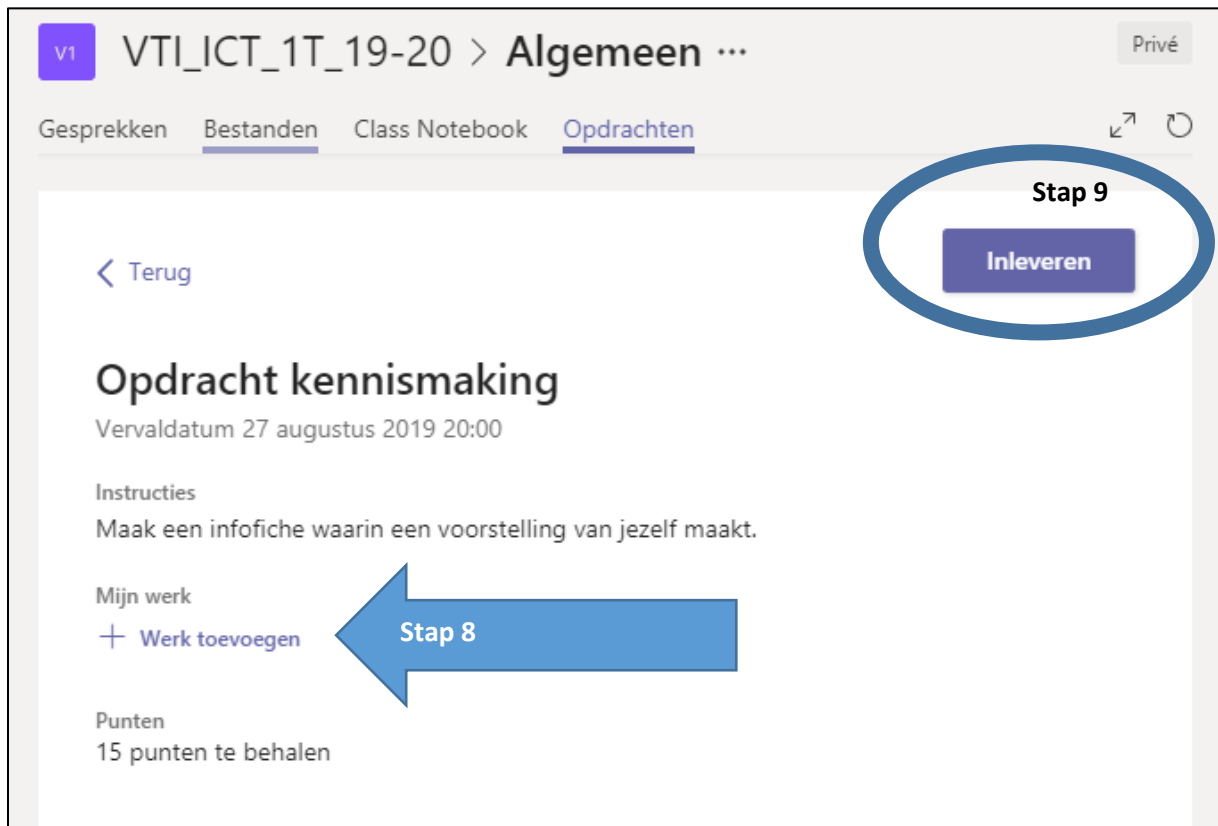 V1 VTI_ICT_1T_19-20 > Algemeen ··· Privé
Gesprekken Bestanden Class Notebook Opdrachten
Stap 9
Terug
Inleveren
Opdracht kennismaking
Vervaldatum 27 augustus 2019 20:00
Instructies
Maak een infofiche waarin een voorstelling van jezelf maakt.
Mijn werk
+ Werk toevoegen
Stap 8
Punten
15 punten te behalen